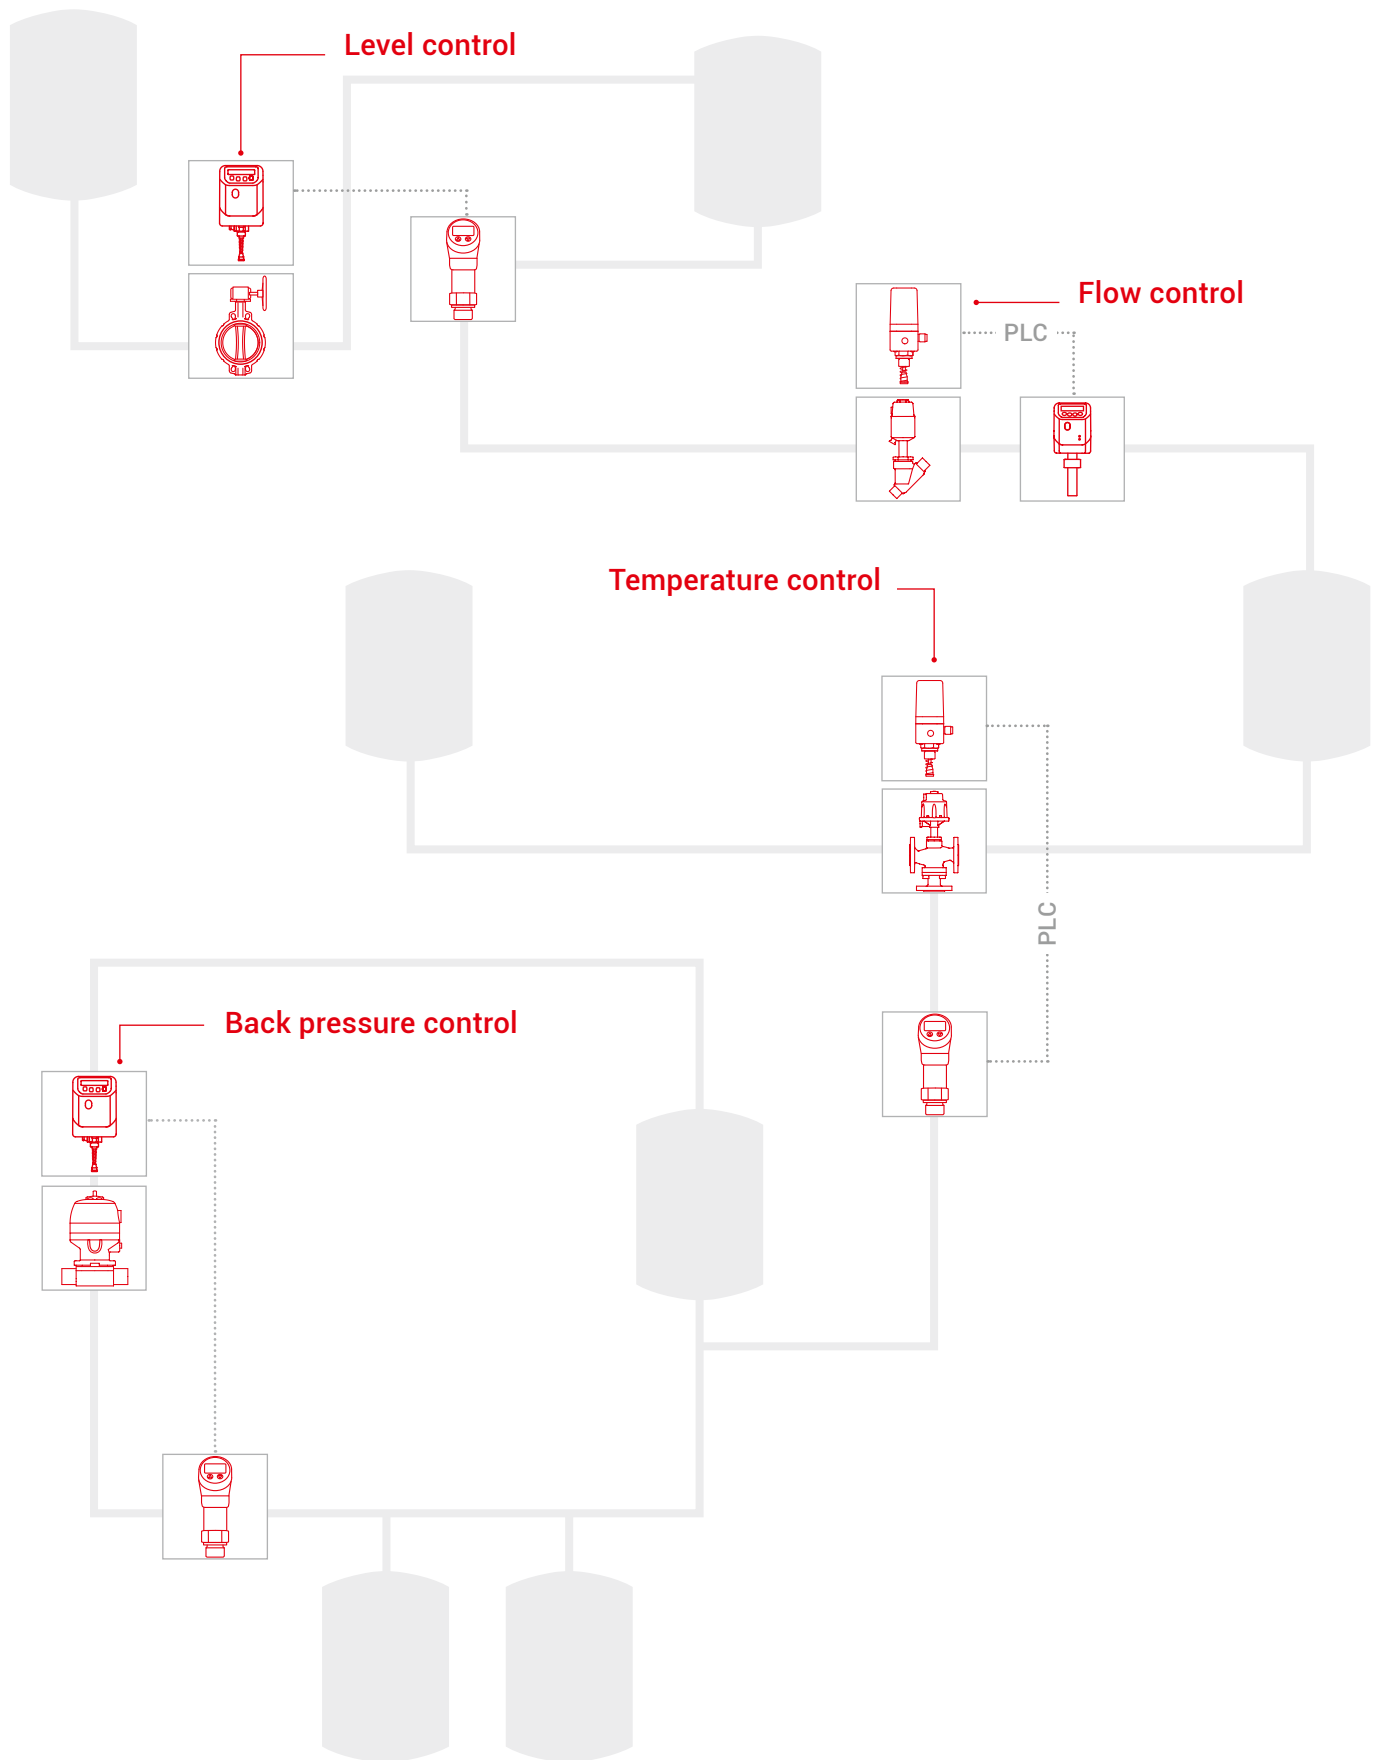 Level control
Flow control
PLC
Temperature control
PLC
Back pressure control